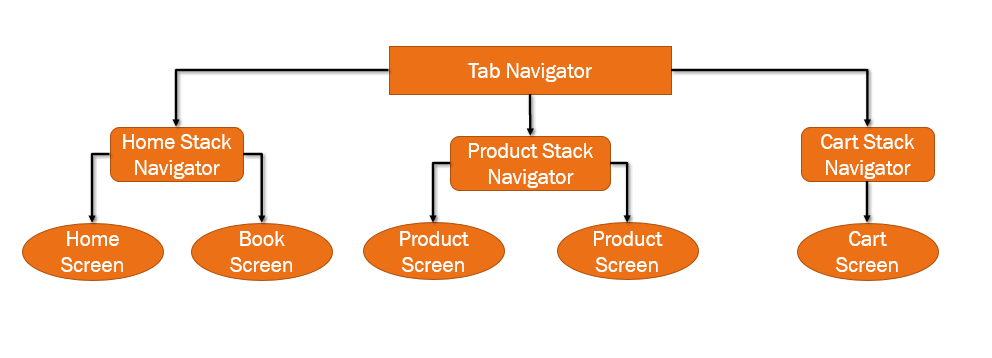 Tab Navigator
Home Stack
Navigator
Product Stack
Navigator
Cart Stack
Navigator
Home
Screen
Book
Screen
Product
Screen
Product
Screen
Cart
Screen